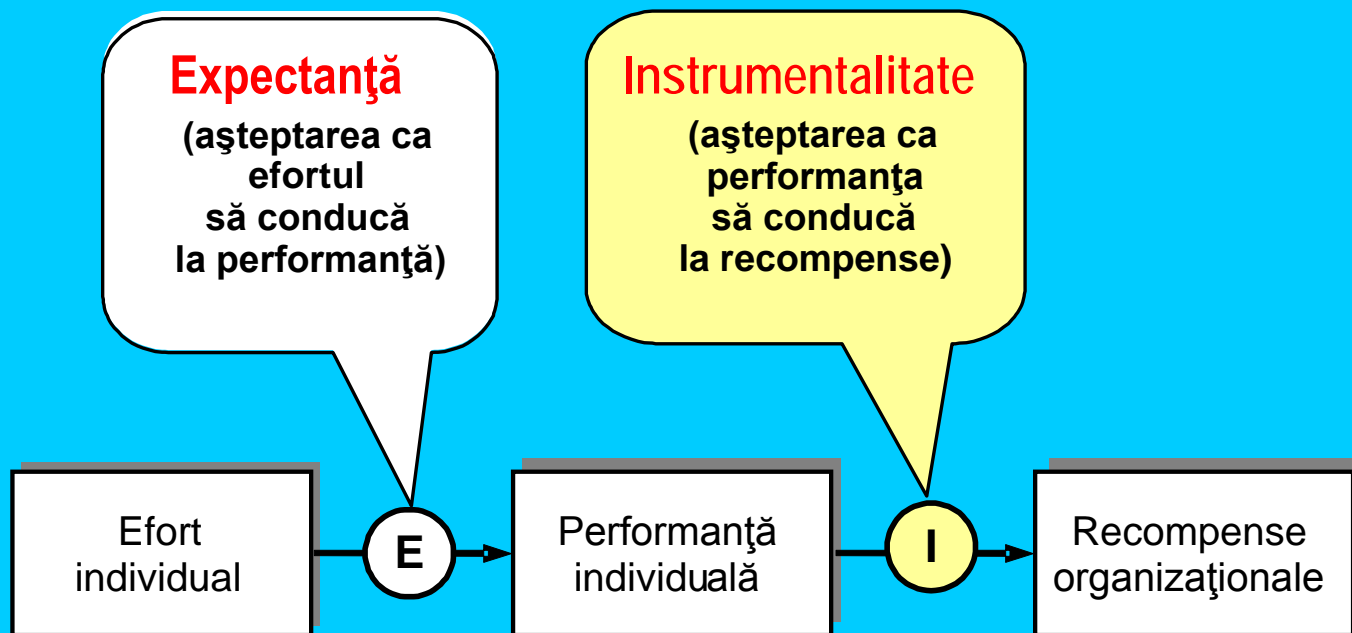 Expectanţă
(aşteptarea ca
efortul
să conducă
la performanţă)
Instrumentalitate
(aşteptarea ca
performanţa
să conducă
la recompense)
Efort
individual
E
Performanţă
individuală
I
Recompense
organizaţionale